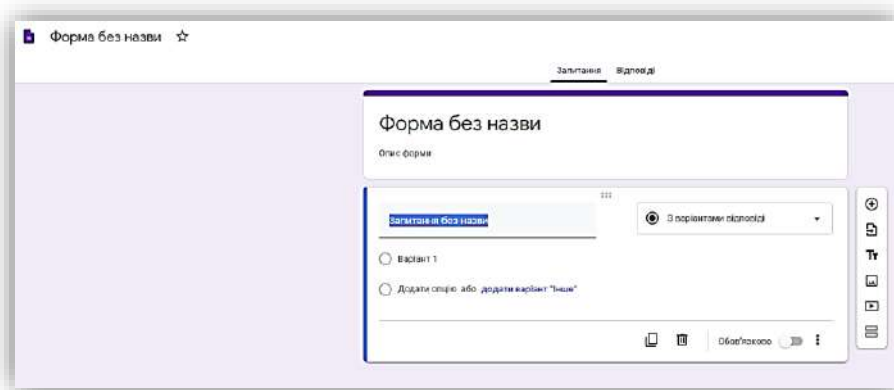 Форма без назви
Запитання Відповіді
Форма без назви
Опис форми
Запитання без назви
З варіантами відповіді
Варіант 1
Додати опцію або додати варіант "Інше"
Обов'язково
Tт